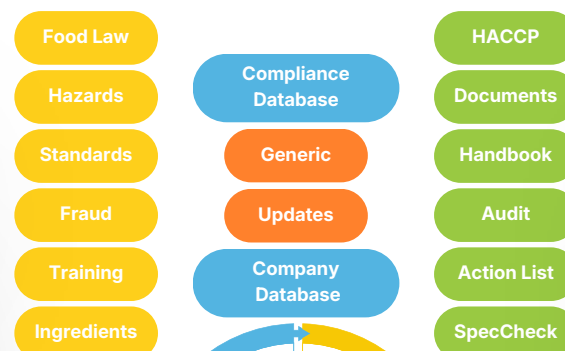 Food Law
Hazards
Standards
Fraud
Training
Ingredients
Compliance
Database
Generic
Updates
Company
Database
HACCP
Documents
Handbook
Audit
Action List
SpecCheck